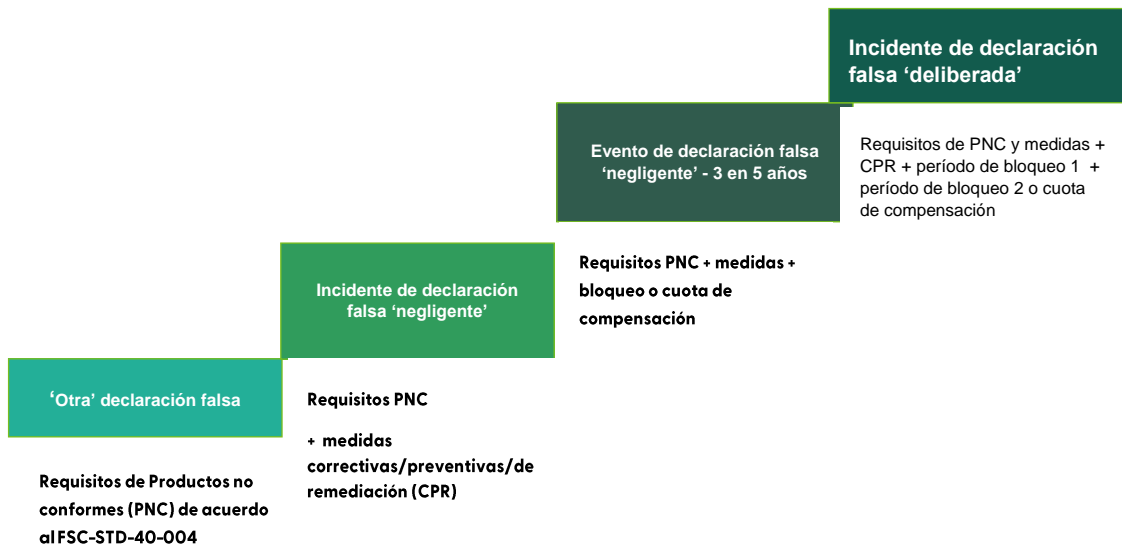 Incidente de declaración
falsa ‘deliberada’
Requisitos de PNC y medidas +
CPR + período de bloqueo 1 +
período de bloqueo 2 o cuota
de compensación
Evento de declaración falsa
‘negligente’ - 3 en 5 años
Requisitos PNC + medidas +
bloqueo o cuota de
compensación
Incidente de declaración
falsa ‘negligente’
Requisitos PNC
+ medidas
correctivas/preventivas/de
remediación (CPR)
‘Otra’ declaración falsa
Requisitos de Productos no
conformes (PNC) de acuerdo
al FSC-STD-40-004